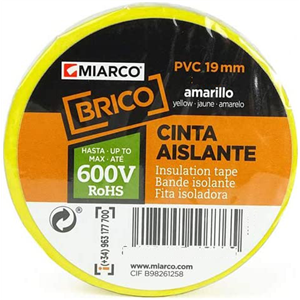 MIARCO
PVC 19 mm
amarillo
yellow - jaune - amarelo
BRICO
CINTA
AISLANTE
Insulation tape
Bande isolante
Fita isoladora
HASTA - UP TO
MAX - ATÉ
600V
RoHS
(+34) 963 177 700
www.miarco.com
CIF B98261258